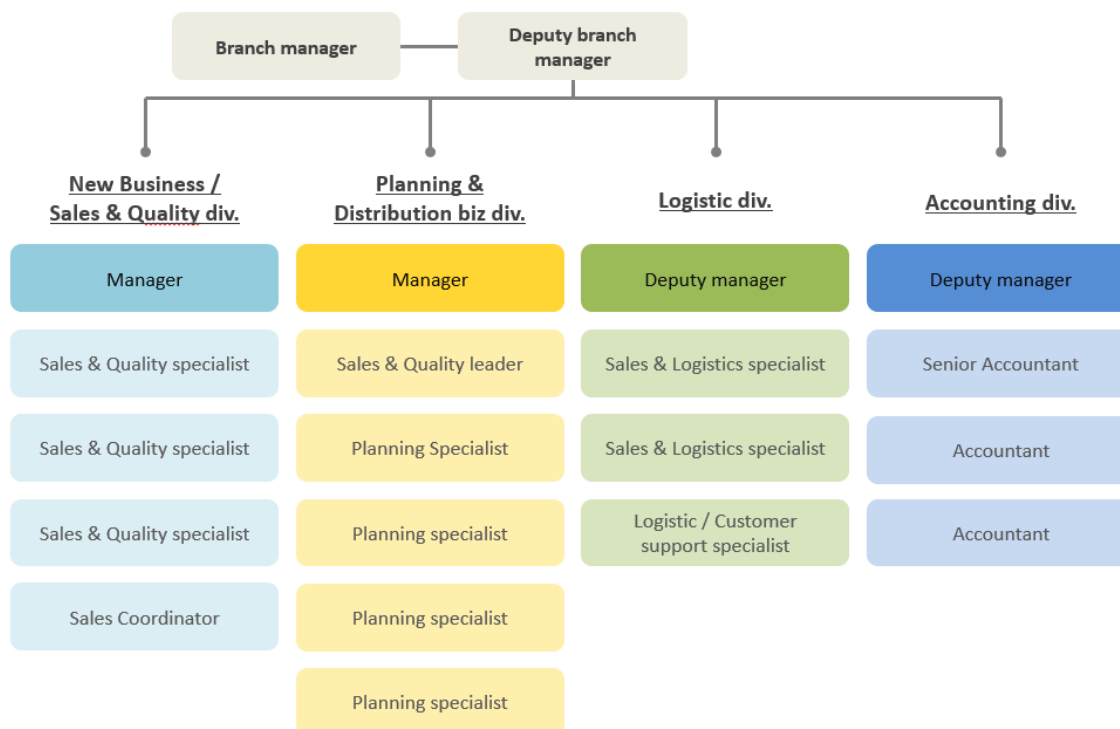 Branch manager
Deputy branch
manager
New Business /
Sales & Quality div.
Planning &
Distribution biz div.
Logistic div.
Accounting div.
Manager
Manager
Deputy manager
Deputy manager
Sales & Quality specialist
Sales & Quality leader
Sales & Logistics specialist
Senior Accountant
Sales & Quality specialist
Planning Specialist
Sales & Logistics specialist
Accountant
Sales & Quality specialist
Planning specialist
Logistic / Customer
support specialist
Accountant
Sales Coordinator
Planning specialist
Planning specialist